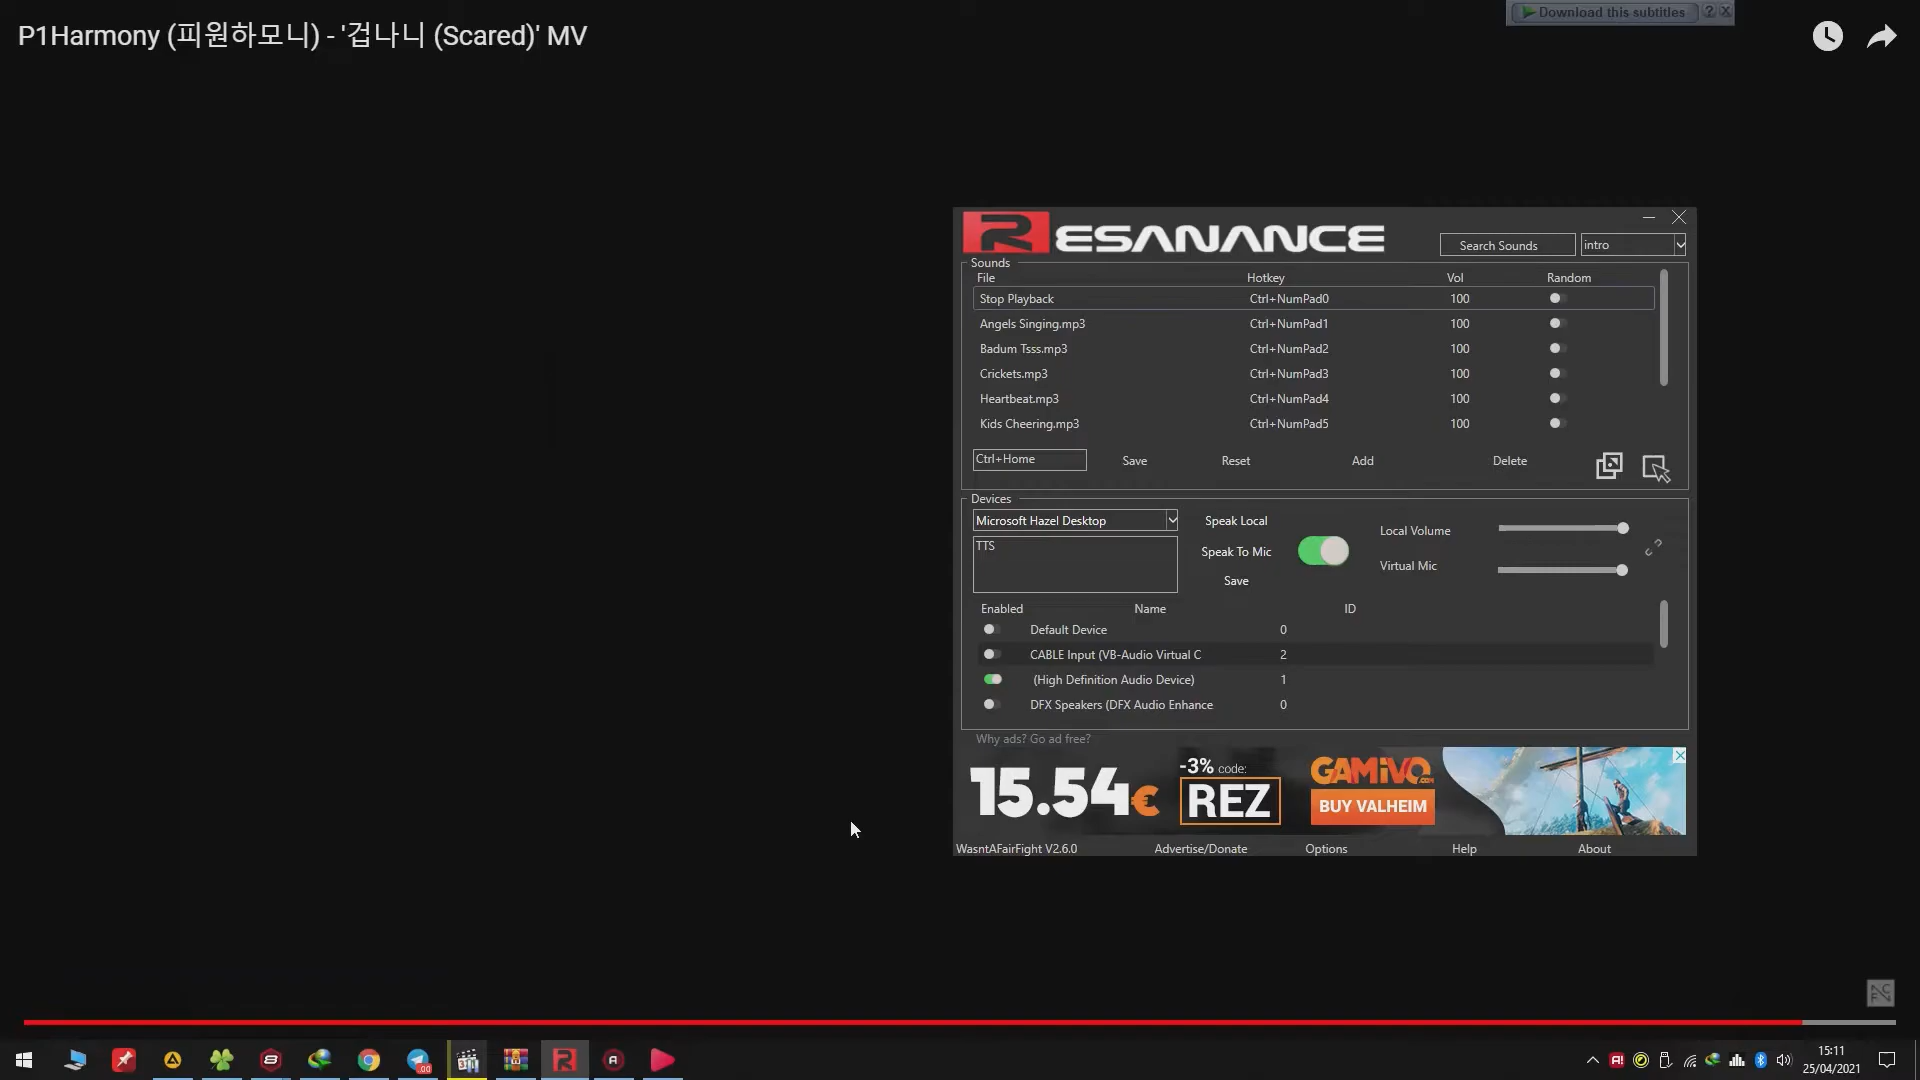 P1Harmony (피원하모니) - '겁나니 (Scared)' MV
Download this subtitles ? X
RESANANCE
Search Sounds
intro
Sounds
File Hotkey Vol Random
Stop Playback Ctrl+NumPad0 100
Angels Singing.mp3 Ctrl+NumPad1 100
Badum Tsss.mp3 Ctrl+NumPad2 100
Crickets.mp3 Ctrl+NumPad3 100
Heartbeat.mp3 Ctrl+NumPad4 100
Kids Cheering.mp3 Ctrl+NumPad5 100
Ctrl+Home Save Reset Add Delete
Devices
Microsoft Hazel Desktop
TTS
Speak Local
Speak To Mic
Save
Local Volume
Virtual Mic
Enabled Name ID
Default Device 0
CABLE Input (VB-Audio Virtual C 2
(High Definition Audio Device) 1
DFX Speakers (DFX Audio Enhance 0
Why ads? Go ad free?
15.54€
-3% code:
REZ
GAMIVO.COM
BUY VALHEIM
WasntAFairFight V2.6.0 Advertise/Donate Options Help About
15:11
25/04/2021